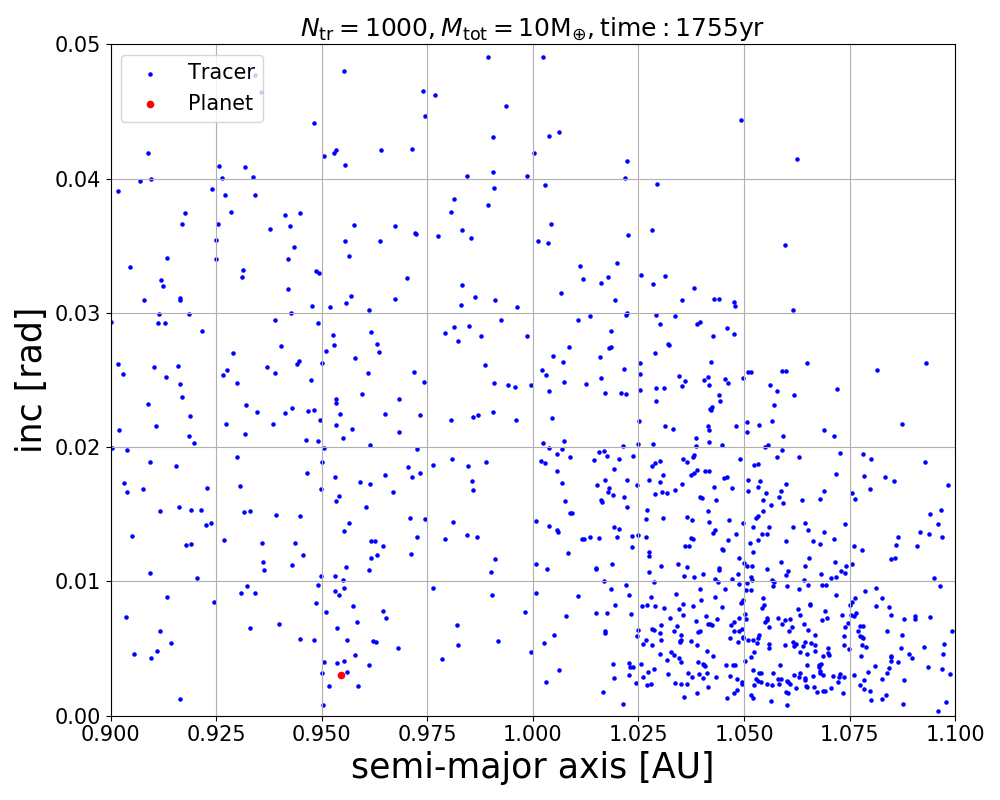 N_tr = 1000, M_tot = 10M_⊕, time : 1755yr
Tracer
Planet
inc [rad]
0.05
0.04
0.03
0.02
0.01
0.00
0.900 0.925 0.950 0.975 1.000 1.025 1.050 1.075 1.100
semi-major axis [AU]